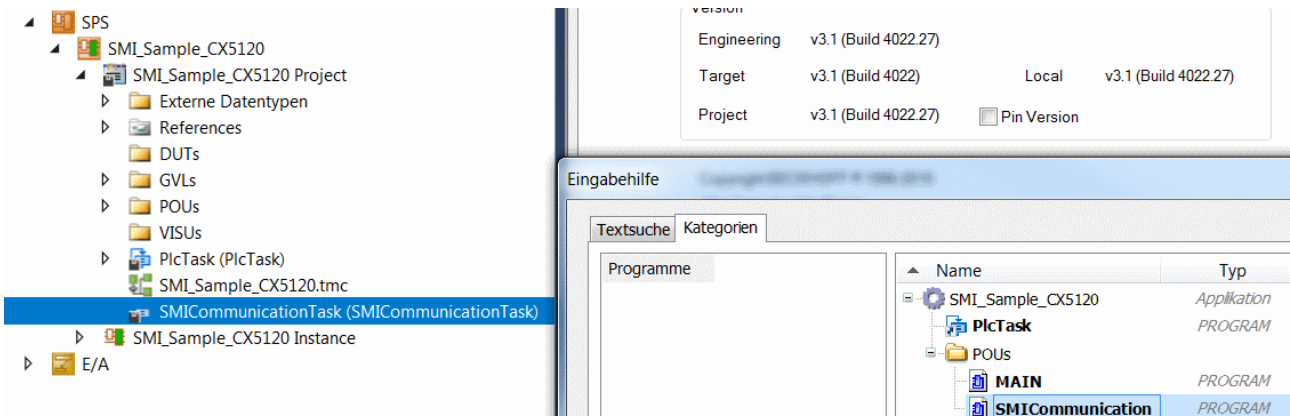 SPS
SMI_Sample_CX5120
SMI_Sample_CX5120 Project
Externe Datentypen
References
DUTs
GVLs
POUs
VISUs
PlcTask (PlcTask)
SMI_Sample_CX5120.tmc
SMICommunicationTask (SMICommunicationTask)
SMI_Sample_CX5120 Instance
E/A
Version
Engineering v3.1 (Build 4022.27)
Target v3.1 (Build 4022) Local v3.1 (Build 4022.27)
Project v3.1 (Build 4022.27) Pin Version
Eingabehilfe
Textsuche Kategorien
Programme
Name Typ
SMI_Sample_CX5120 Applikation
PlcTask PROGRAM
POUs
MAIN PROGRAM
SMICommunication PROGRAM